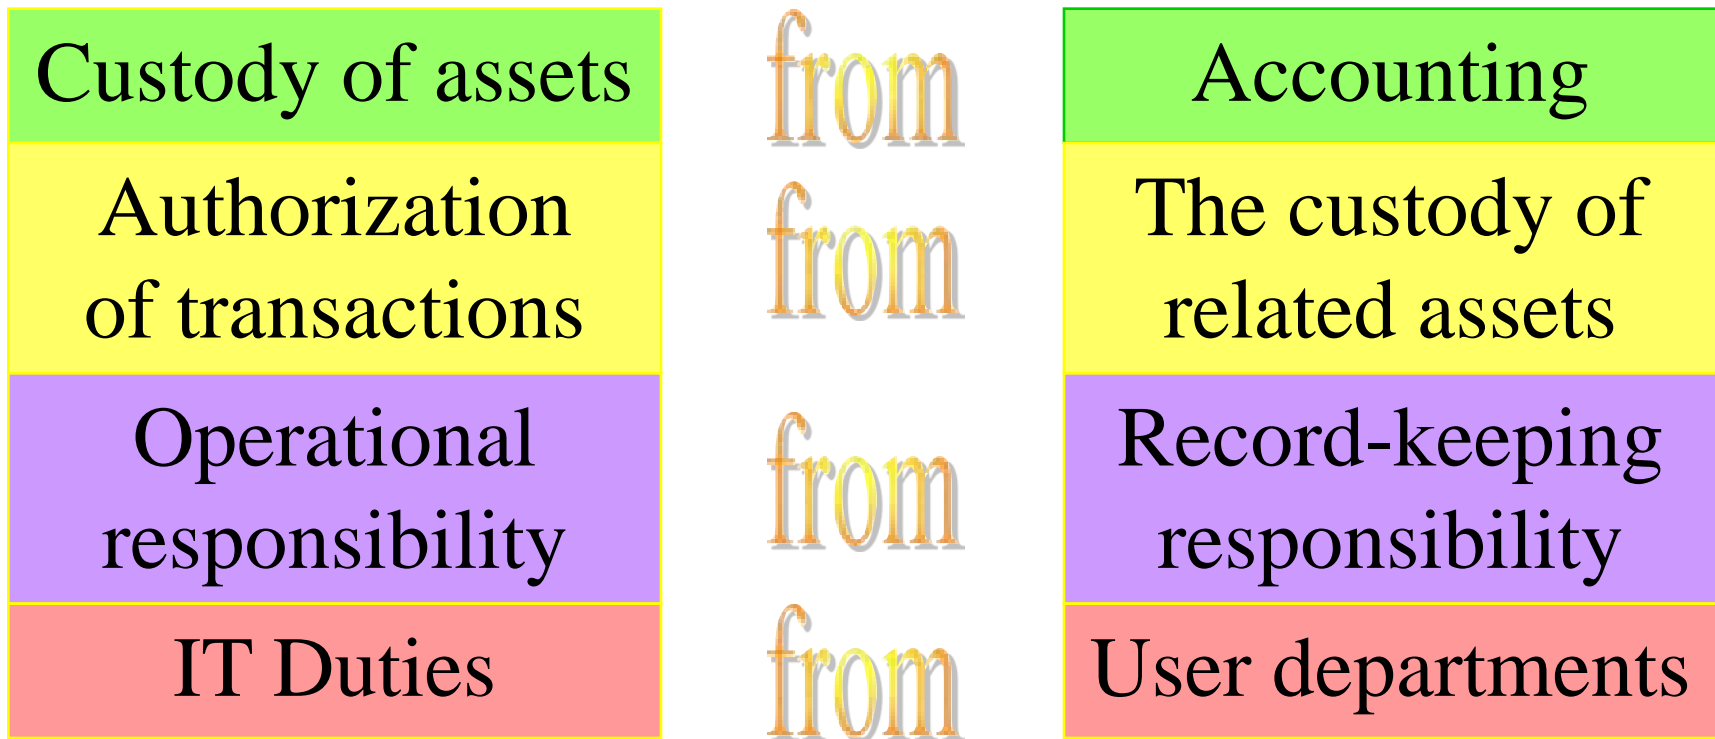 Custody of assets from Accounting
Authorization from The custody of
of transactions related assets
Operational from Record-keeping
responsibility responsibility
IT Duties from User departments